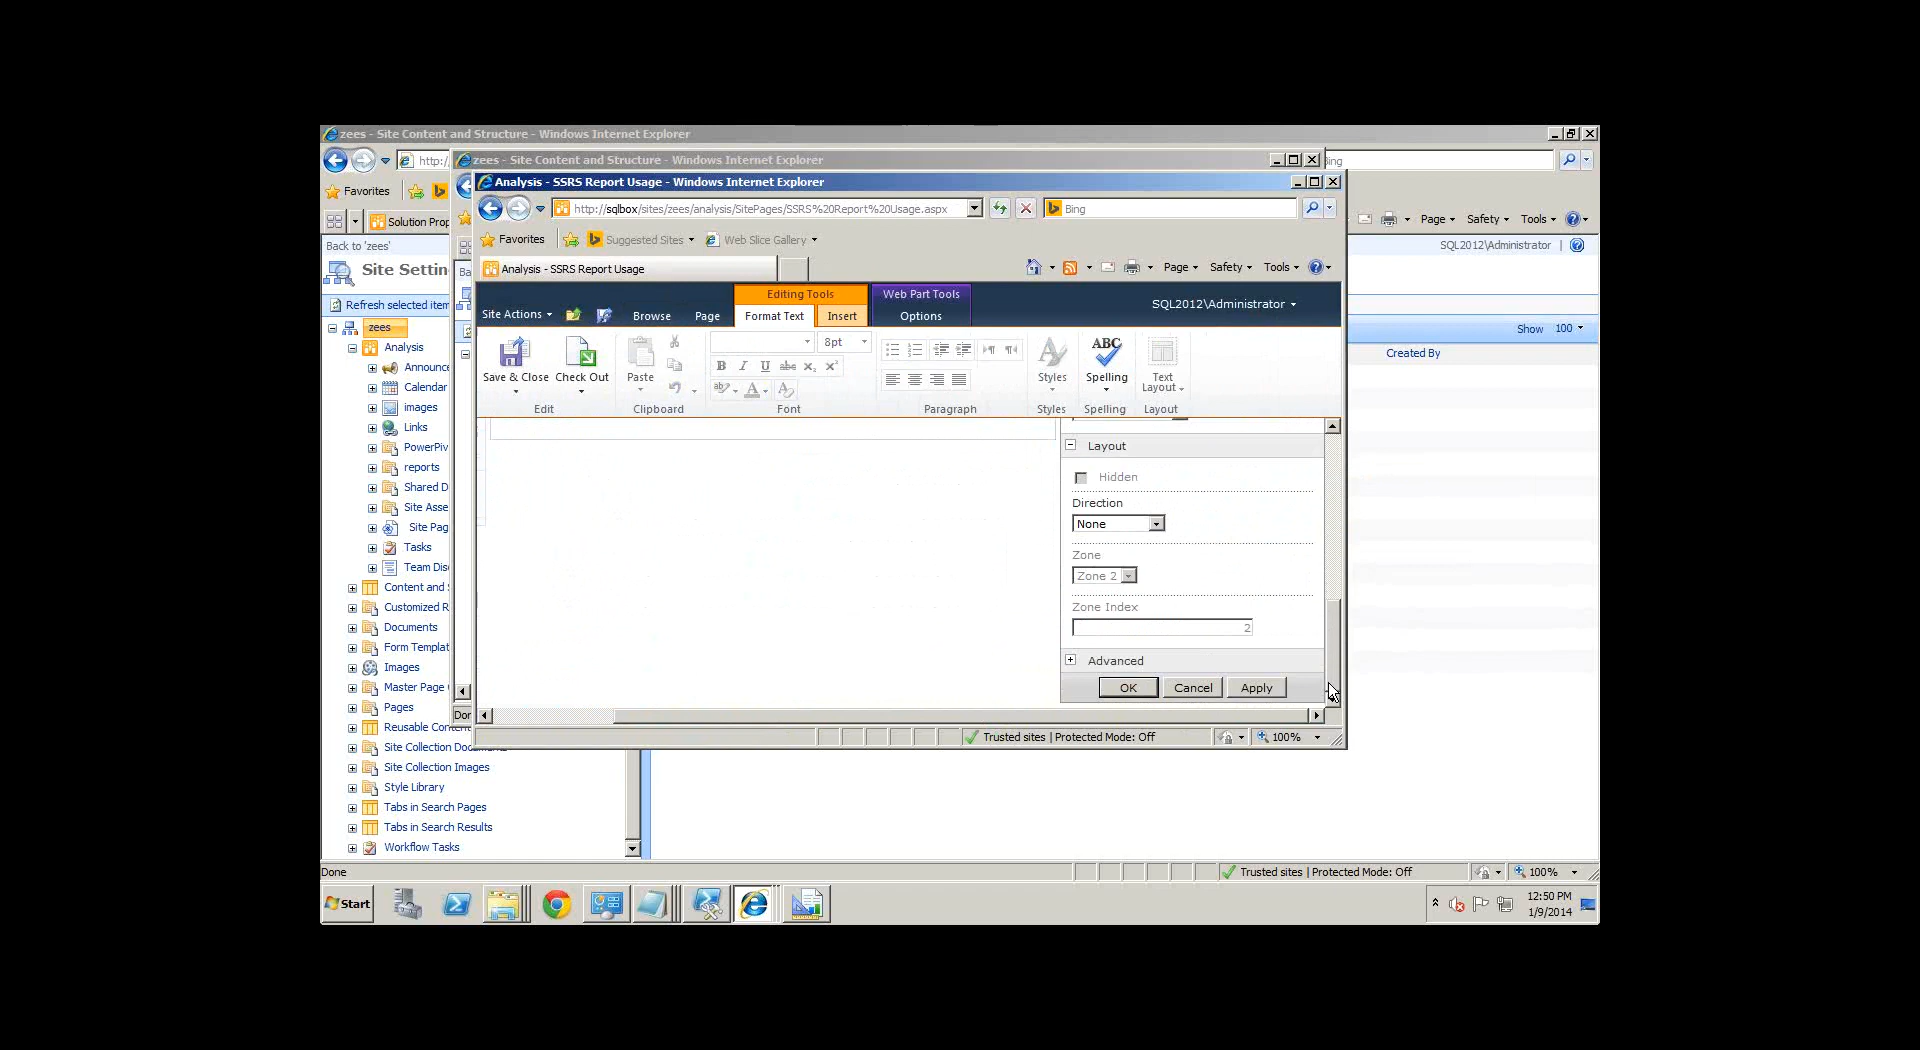 zees - Site Content and Structure - Windows Internet Explorer
http://
Bing
zees - Site Content and Structure - Windows Internet Explorer
Analysis - SSRS Report Usage - Windows Internet Explorer
http://sqlbox/sites/zees/analysis/SitePages/SSRS%20Report%20Usage.aspx
Bing
Favorites
Favorites
Suggested Sites
Web Slice Gallery
Solution Prop
Page Safety Tools
Analysis - SSRS Report Usage
Page Safety Tools
Back to 'zees'
Ba
SQL2012\Administrator
Site Settin
Refresh selected item
Editing Tools
Web Part Tools
SQL2012\Administrator
Site Actions
Browse
Page
Format Text
Insert
Options
Show 100
Created By
8pt
Save & Close
Check Out
Paste
Styles
Spelling
Text
Layout
ABC
B I U abc
Edit
Clipboard
Font
Paragraph
Styles
Spelling
Layout
zees
Analysis
Announce
Calendar
images
Links
PowerPiv
reports
Shared D
Site Asse
Site Pag
Tasks
Team Dis
Content and S
Customized R
Documents
Form Templat
Images
Master Page
Pages
Reusable Cont
Site Collection Documents
Site Collection Images
Style Library
Tabs in Search Pages
Tabs in Search Results
Workflow Tasks
Layout
Hidden
Direction
None
Zone
Zone 2
Zone Index
2
Advanced
OK
Cancel
Apply
Don
Trusted sites | Protected Mode: Off
100%
Done
Trusted sites | Protected Mode: Off
100%
Start
12:50 PM
1/9/2014